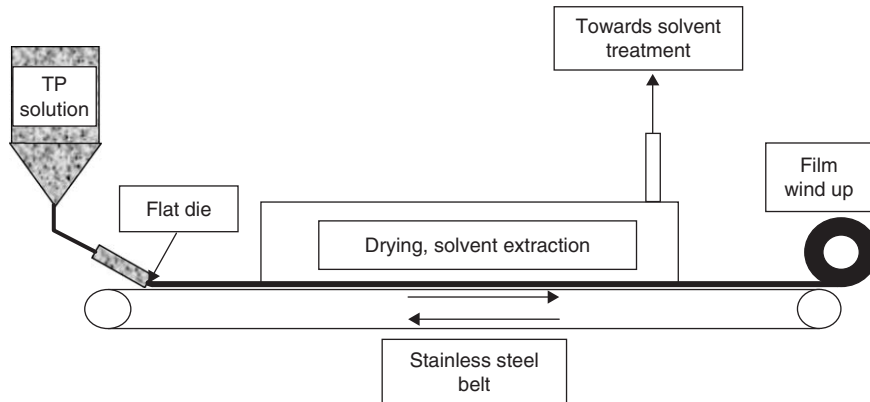 TP
solution
Flat die
Towards solvent
treatment
Film
wind up
Drying, solvent extraction
Stainless steel
belt